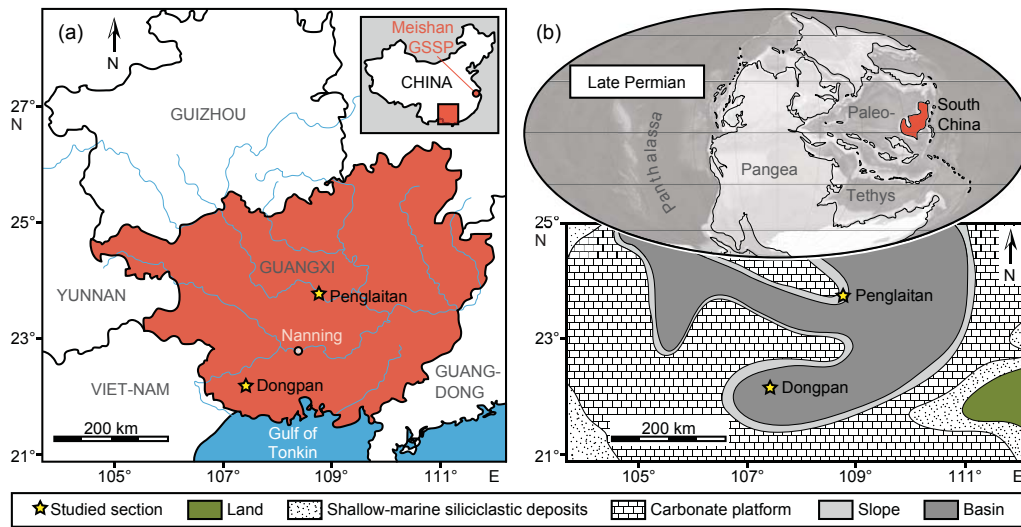 (a)
N
Meishan
GSSP
CHINA
27°
N
GUIZHOU
25°
GUANGXI
YUNNAN
Penglaitan
23°
Nanning
Dongpan
VIET-NAM
GUANG-
DONG
200 km
Gulf of
Tonkin
21°
105°
107°
109°
111°
E
(b)
Late Permian
Panthalassa
Pangea
Paleo-
Tethys
South
China
25°
N
N
Penglaitan
23°
Dongpan
200 km
21°
105°
107°
109°
111°
E
Studied section
Land
Shallow-marine siliciclastic deposits
Carbonate platform
Slope
Basin